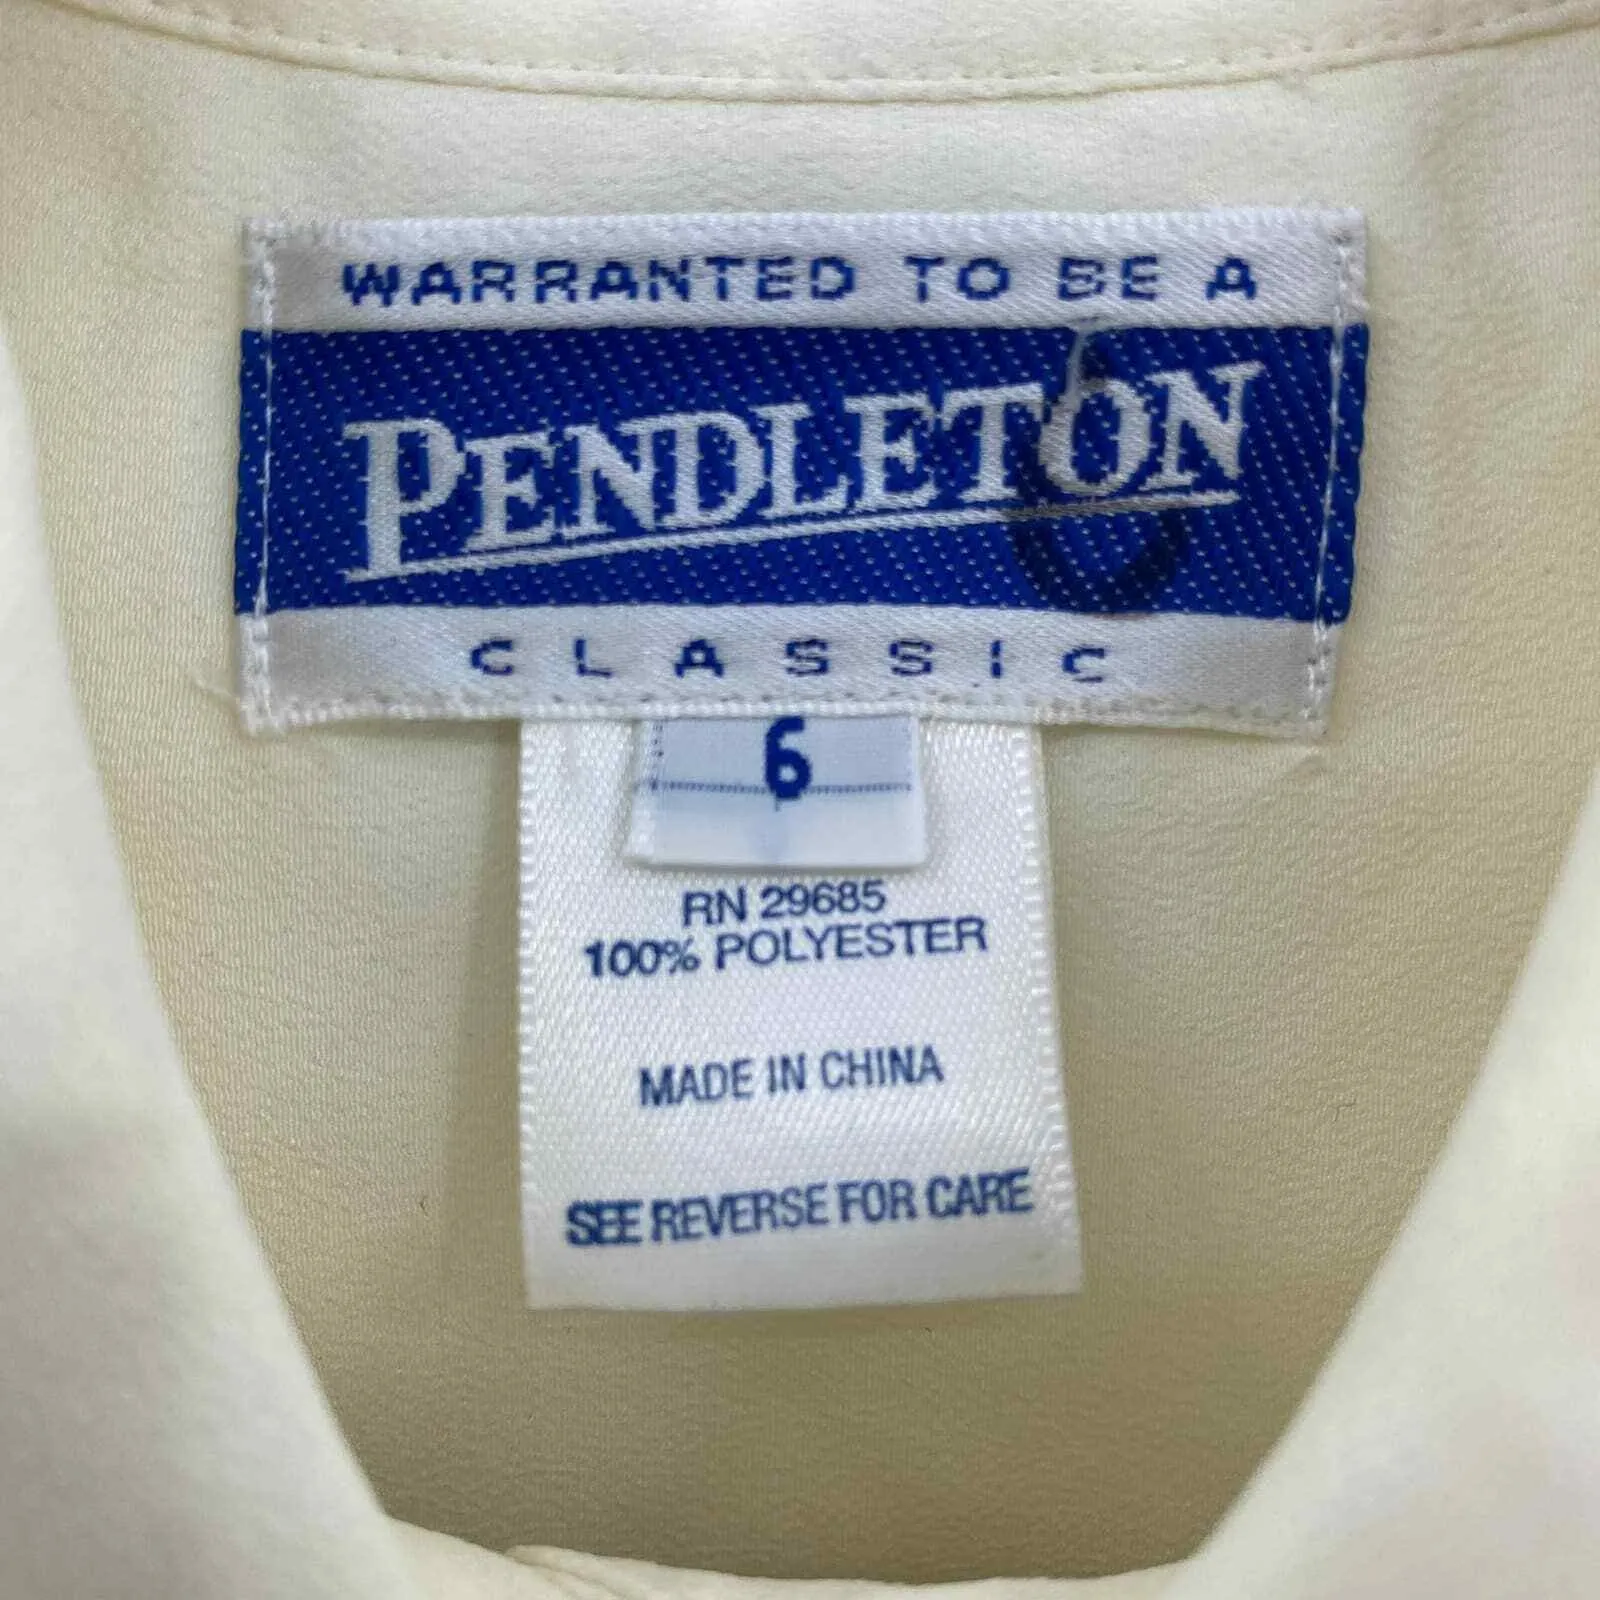 WARRANTED TO BE A
PENDLETON
CLASSIC
6
RN 29685
100% POLYESTER
MADE IN CHINA
SEE REVERSE FOR CARE